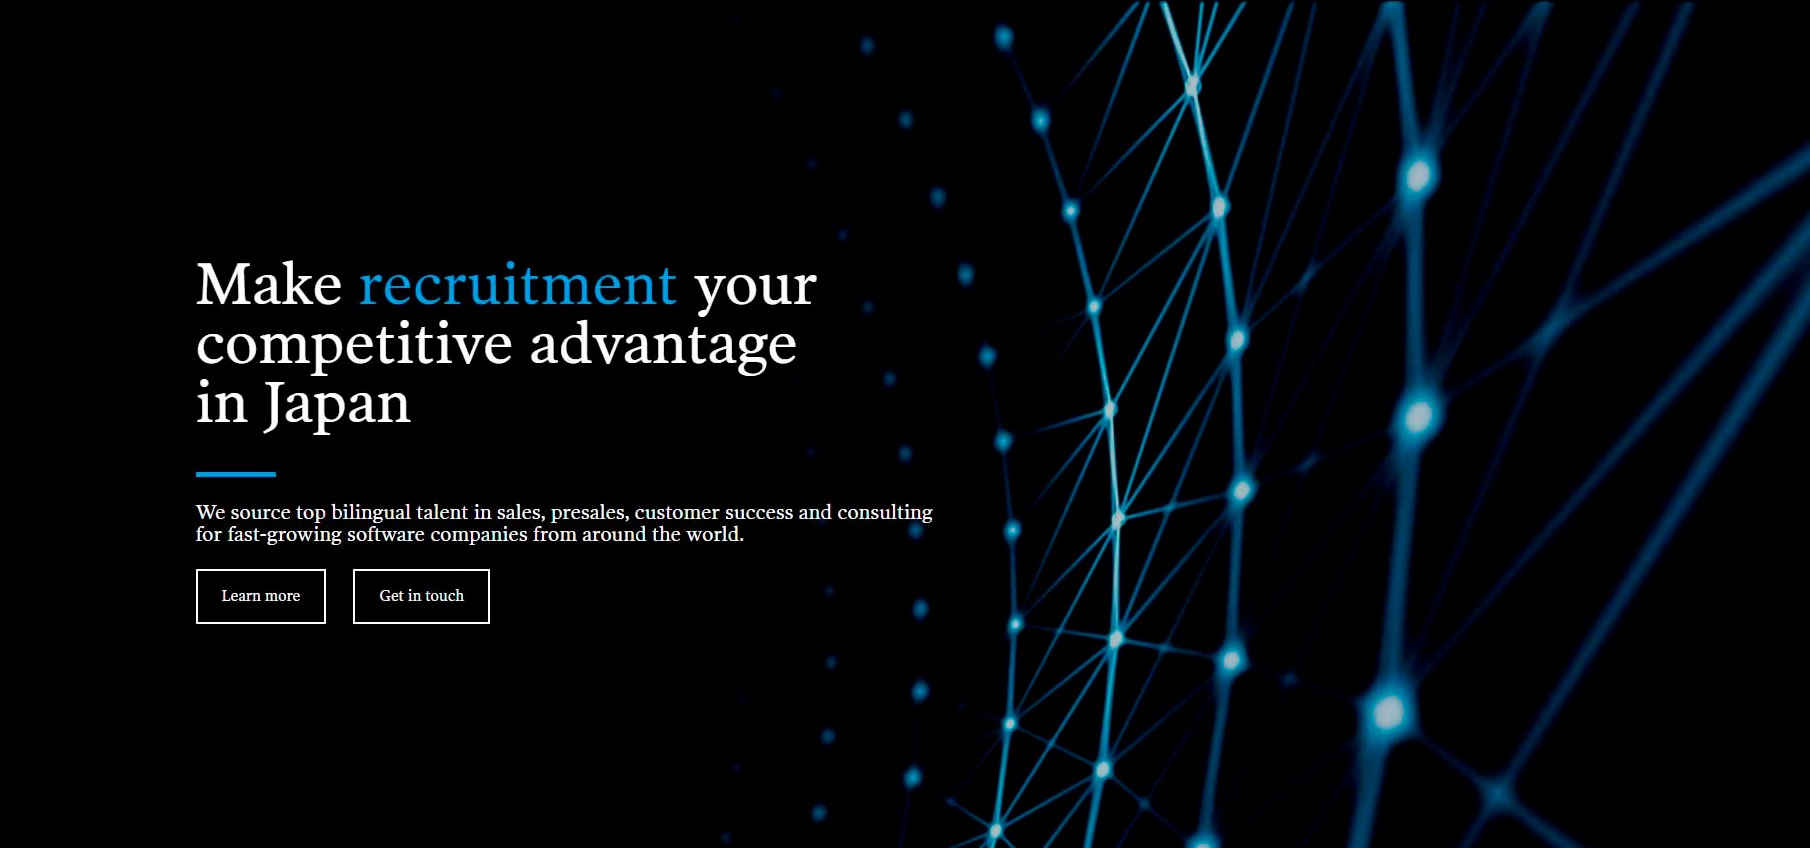 Make recruitment your
competitive advantage
in Japan
We source top bilingual talent in sales, presales, customer success and consulting
for fast-growing software companies from around the world.
Learn more
Get in touch